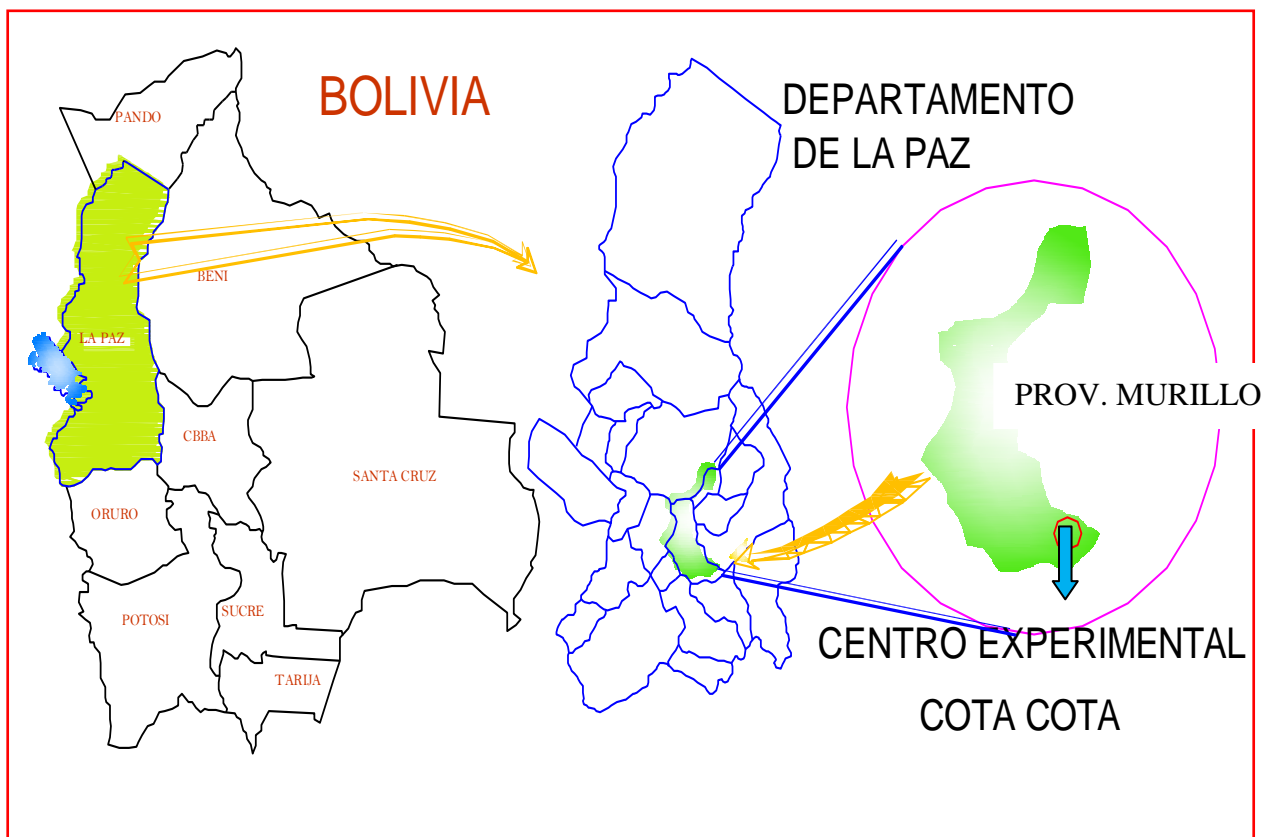 BOLIVIA
PANDO
BENI
LA PAZ
CBBA
SANTA CRUZ
ORURO
POTOSI
SUCRE
TARIJA
DEPARTAMENTO
DE LA PAZ
PROV. MURILLO
CENTRO EXPERIMENTAL
COTA COTA